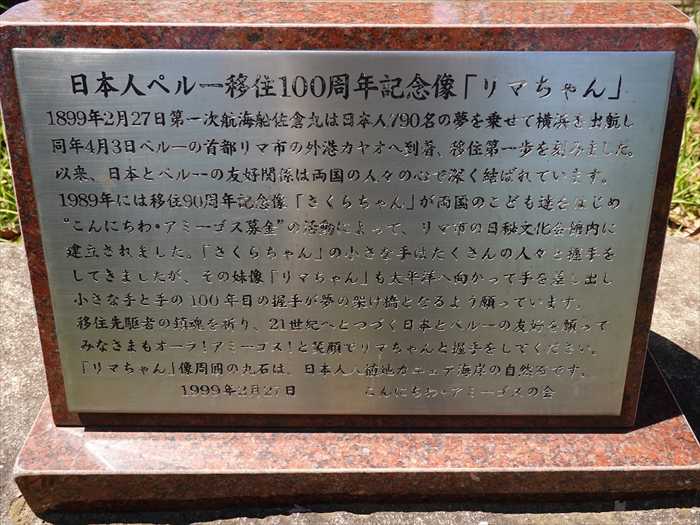 日本人ペルー移住100周年記念像「リマちゃん」
1899年2月27日第一次航海船佐倉丸は日本人790名の夢を乗せて横浜を出航し
同年4月3日ペルーの首都リマ市の外港カヤオへ到着、移住第一歩を刻みました。
以来、日本とペルーの友好関係は両国の人々の心で深く結ばれています。
1989年には移住90周年記念像「さくらちゃん」が両国のこども達をはじめ
"こんにちわ・アミーゴス募金"の活動によって、リマ市の日秘文化会館内に
建立されました。「さくらちゃん」の小さな手はたくさんの人々と握手を
してきましたが、その妹像「リマちゃん」も太平洋へ向かって手を差し出し
小さな手と手の100年目の握手が夢の架け橋となるよう願っています。
移住先駆者の鎮魂を祈り、21世紀へとつづく日本とペルーの友好を願って
みなさまもオーラ!アミーゴス!と笑顔でリマちゃんと握手をしてください。
「リマちゃん」像周囲の丸石は、日本人入植地カニェテ海岸の自然石です。
1999年2月27日 こんにちわ・アミーゴスの会